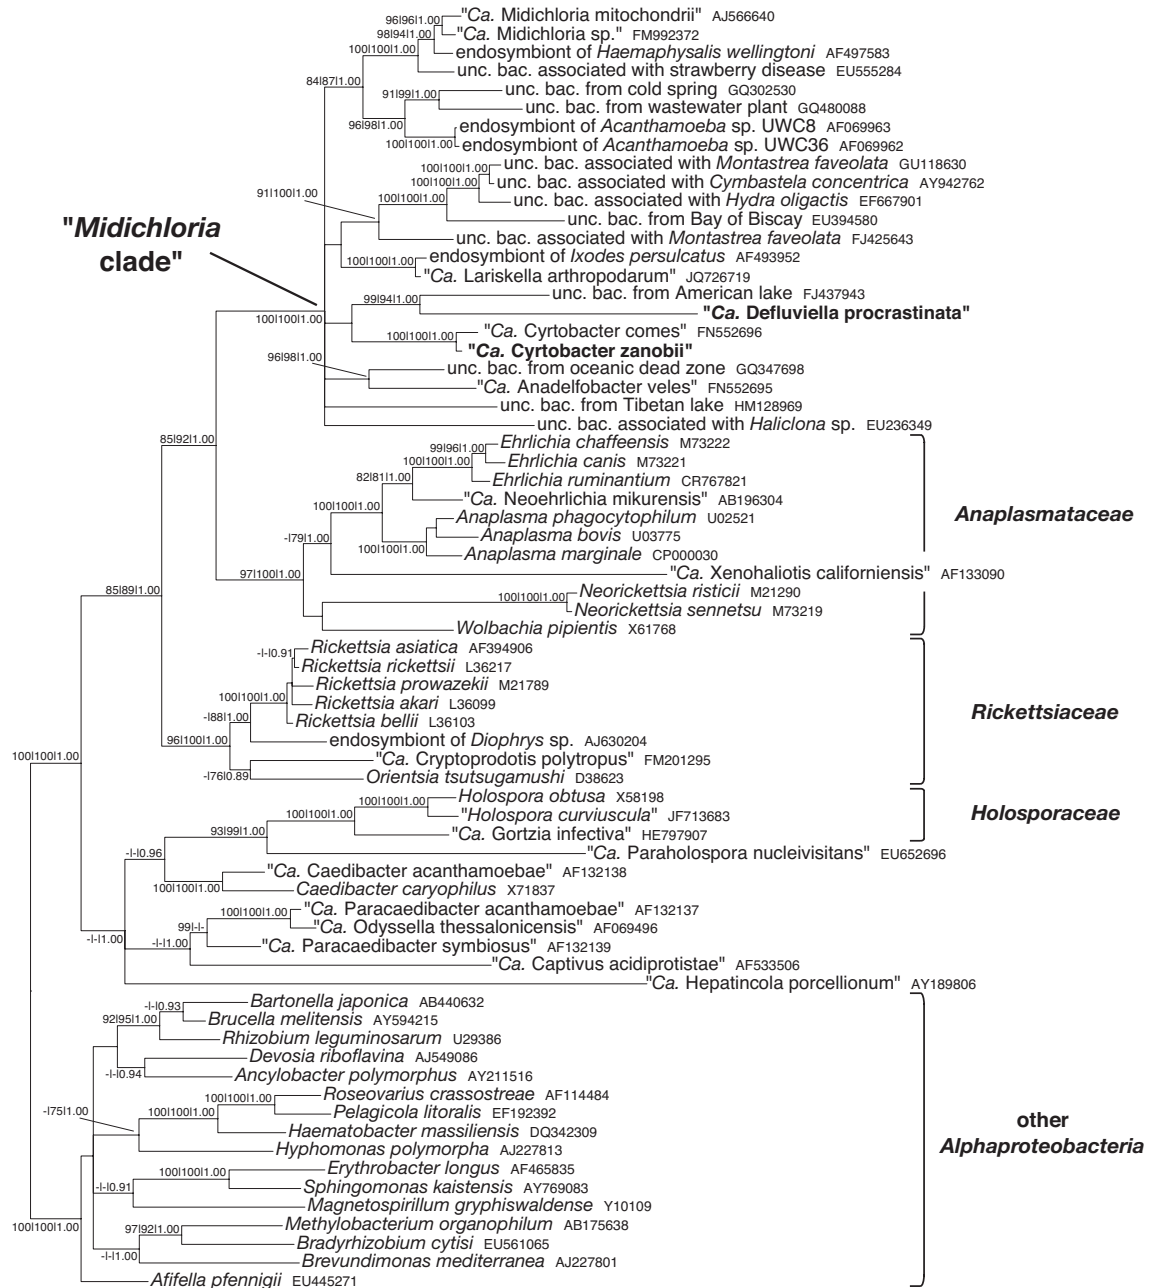 96|96|1.00
"Ca. Midichloria mitochondrii" AJ566640
98|94|1.00
"Ca. Midichloria sp." FM992372
100|100|1.00
endosymbiont of Haemaphysalis wellingtoni AF497583
unc. bac. associated with strawberry disease EU555284
84|87|1.00
91|99|1.00
unc. bac. from cold spring GQ302530
unc. bac. from wastewater plant GQ480088
96|98|1.00
endosymbiont of Acanthamoeba sp. UWC8 AF069963
100|100|1.00
endosymbiont of Acanthamoeba sp. UWC36 AF069962
100|100|1.00
unc. bac. associated with Montastrea faveolata GU118630
100|100|1.00
unc. bac. associated with Cymbastela concentrica AY942762
91|100|1.00
100|100|1.00
unc. bac. associated with Hydra oligactis EF667901
unc. bac. from Bay of Biscay EU394580
"Midichloria
clade"
unc. bac. associated with Montastrea faveolata FJ425643
100|100|1.00
endosymbiont of Ixodes persulcatus AF493952
"Ca. Lariskella arthropodarum" JQ726719
99|94|1.00
unc. bac. from American lake FJ437943
"Ca. Defluviella procrastinata"
100|100|1.00
100|100|1.00
"Ca. Cyrtobacter comes" FN552696
"Ca. Cyrtobacter zanobii"
96|98|1.00
unc. bac. from oceanic dead zone GQ347698
"Ca. Anadelfobacter veles" FN552695
unc. bac. from Tibetan lake HM128969
unc. bac. associated with Haliclona sp. EU236349
85|92|1.00
99|96|1.00
Ehrlichia chaffeensis M73222
100|100|1.00
Ehrlichia canis M73221
82|81|1.00
Ehrlichia ruminantium CR767821
"Ca. Neoehrlichia mikurensis" AB196304
100|100|1.00
Anaplasma phagocytophilum U02521
Anaplasma bovis U03775
100|100|1.00
Anaplasma marginale CP000030
Anaplasmataceae
-|79|1.00
97|100|1.00
"Ca. Xenohaliotis californiensis" AF133090
85|89|1.00
100|100|1.00
Neorickettsia risticii M21290
Neorickettsia sennetsu M73219
Wolbachia pipientis X61768
-|-|0.91
Rickettsia asiatica AF394906
Rickettsia rickettsii L36217
Rickettsia prowazekii M21789
100|100|1.00
Rickettsia akari L36099
-|88|1.00
Rickettsia bellii L36103
Rickettsiaceae
96|100|1.00
endosymbiont of Diophrys sp. AJ630204
100|100|1.00
"Ca. Cryptoprodotis polytropus" FM201295
-|76|0.89
Orientsia tsutsugamushi D38623
100|100|1.00
Holospora obtusa X58198
100|100|1.00
"Holospora curviuscula" JF713683
Holosporaceae
93|99|1.00
"Ca. Gortzia infectiva" HE797907
-|-|0.96
"Ca. Paraholospora nucleivisitans" EU652696
"Ca. Caedibacter acanthamoebae" AF132138
100|100|1.00
Caedibacter caryophilus X71837
100|100|1.00
"Ca. Paracaedibacter acanthamoebae" AF132137
99|-|-
"Ca. Odyssella thessalonicensis" AF069496
-|-|1.00
-|-|1.00
"Ca. Paracaedibacter symbiosus" AF132139
"Ca. Captivus acidiprotistae" AF533506
"Ca. Hepatincola porcellionum" AY189806
-|-|0.93
Bartonella japonica AB440632
92|95|1.00
Brucella melitensis AY594215
Rhizobium leguminosarum U29386
Devosia riboflavina AJ549086
-|-|0.94
Ancylobacter polymorphus AY211516
100|100|1.00
Roseovarius crassostreae AF114484
-|75|1.00
100|100|1.00
Pelagicola litoralis EF192392
Haematobacter massiliensis DQ342309
other
Alphaproteobacteria
Hyphomonas polymorpha AJ227813
100|100|1.00
Erythrobacter longus AF465835
-|-|0.91
Sphingomonas kaistensis AY769083
Magnetospirillum gryphiswaldense Y10109
100|100|1.00
97|92|1.00
Methylobacterium organophilum AB175638
Bradyrhizobium cytisi EU561065
-|-|1.00
Brevundimonas mediterranea AJ227801
Afifella pfennigii EU445271